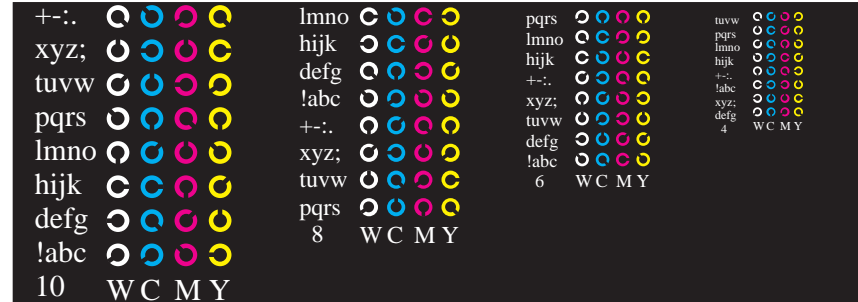 +-:.
xyz;
tuvw
pqrs
lmno
hijk
defg
!abc
10 W C M Y
lmno
hijk
defg
!abc
+-:.
xyz;
tuvw
pqrs
8 W C M Y
pqrs
lmno
hijk
+-:.
xyz;
tuvw
defg
!abc
6 W C M Y
tuvw
pqrs
lmno
hijk
+-:.
!abc
xyz;
defg
4 W C M Y